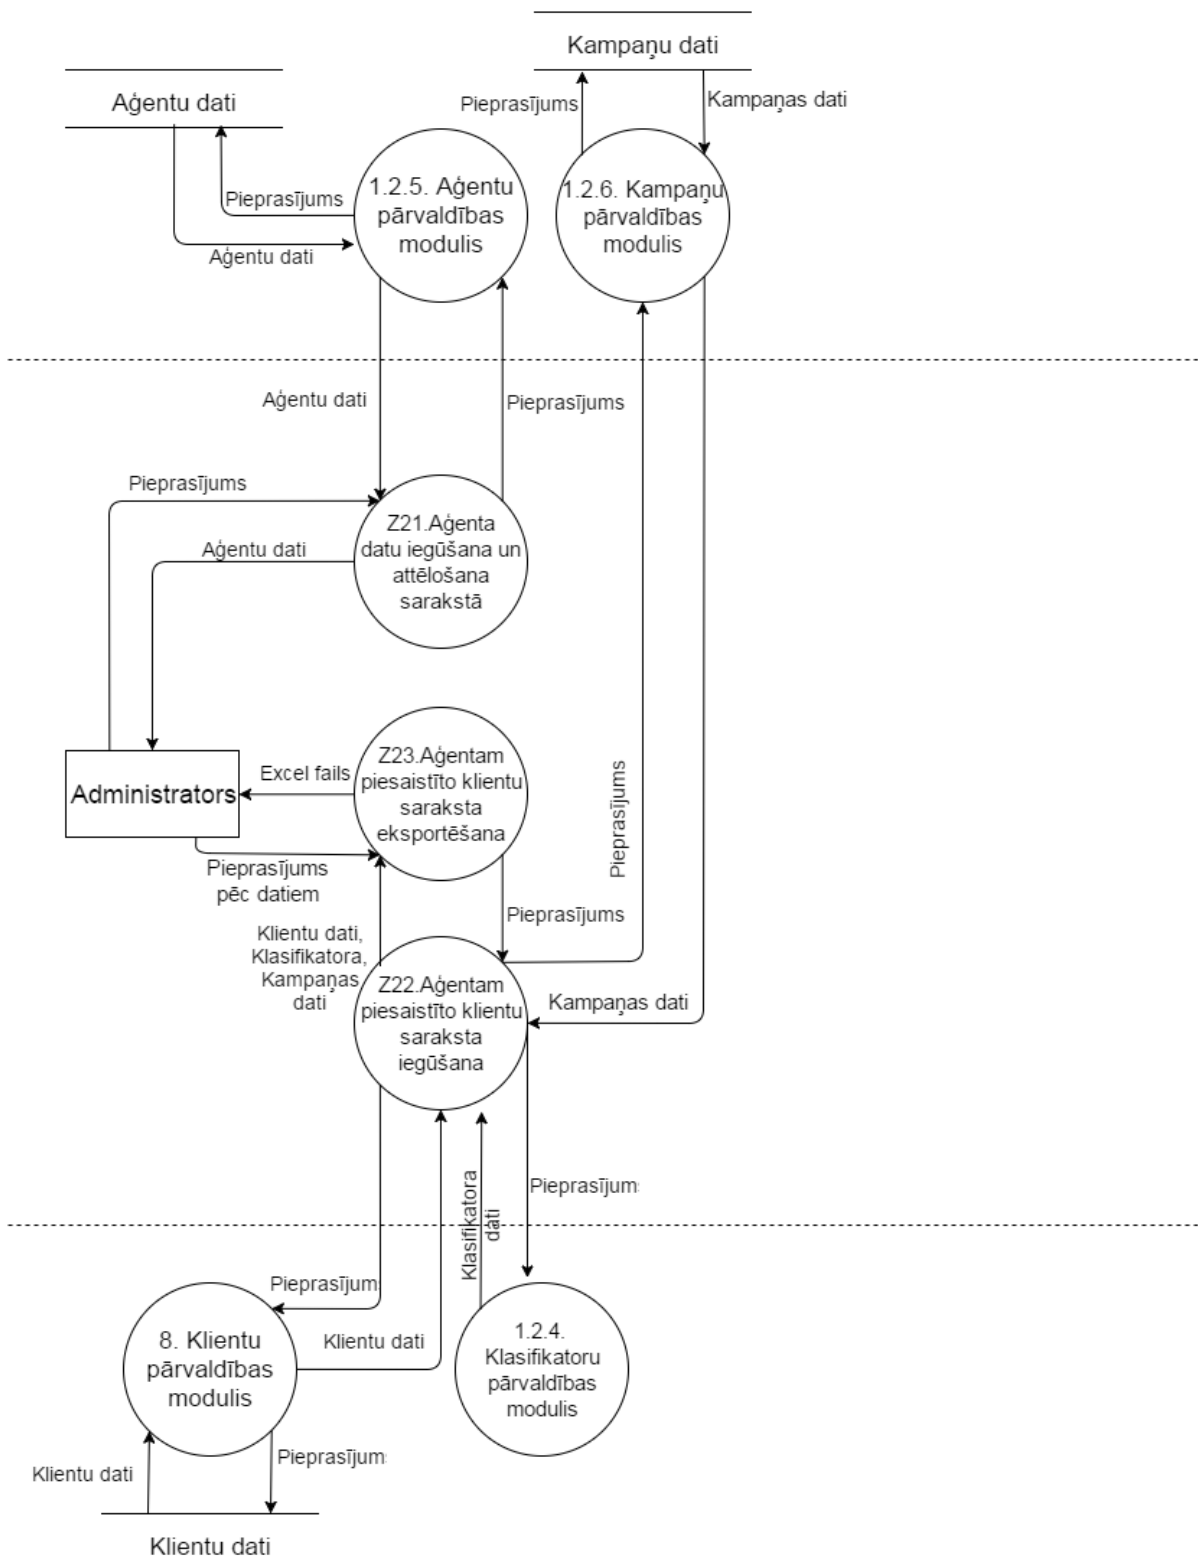 Kampaņu dati
Aģentu dati
Pieprasījums
Kampaņas dati
Pieprasījums
Aģentu dati
1.2.5. Aģentu
pārvaldības
modulis
1.2.6. Kampaņu
pārvaldības
modulis
Aģentu dati
Pieprasījums
Pieprasījums
Aģentu dati
Z21.Aģenta
datu iegūšana un
attēlošana
sarakstā
Administrators
Excel fails
Z23.Aģentam
piesaistīto klientu
saraksta
eksportēšana
Pieprasījums
Pieprasījums
pēc datiem
Pieprasījums
Klientu dati,
Klasifikatora,
Kampaņas
dati
Z22.Aģentam
piesaistīto klientu
saraksta
iegūšana
Kampaņas dati
Klasifikatora
dati
Pieprasījum
Pieprasījum
Klientu dati
8. Klientu
pārvaldības
modulis
1.2.4.
Klasifikatoru
pārvaldības
modulis
Klientu dati
Pieprasījum
Klientu dati